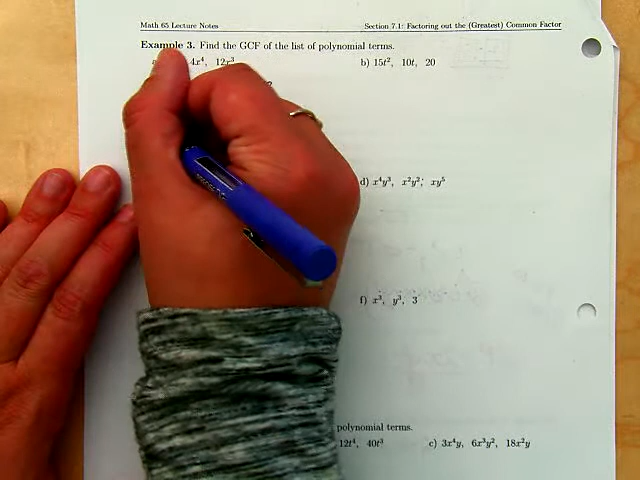 Math 65 Lecture Notes Section 7.1: Factoring out the (Greatest) Common Factor
Example 3. Find the GCF of the list of polynomial terms.
4x⁴, 12x³ b) 15t², 10t, 20
d) x⁴y³, x²y², xy⁵
f) x³, y³, 3
polynomial terms.
12t⁴, 40t³ c) 3x⁴y, 6x³y², 18x²y